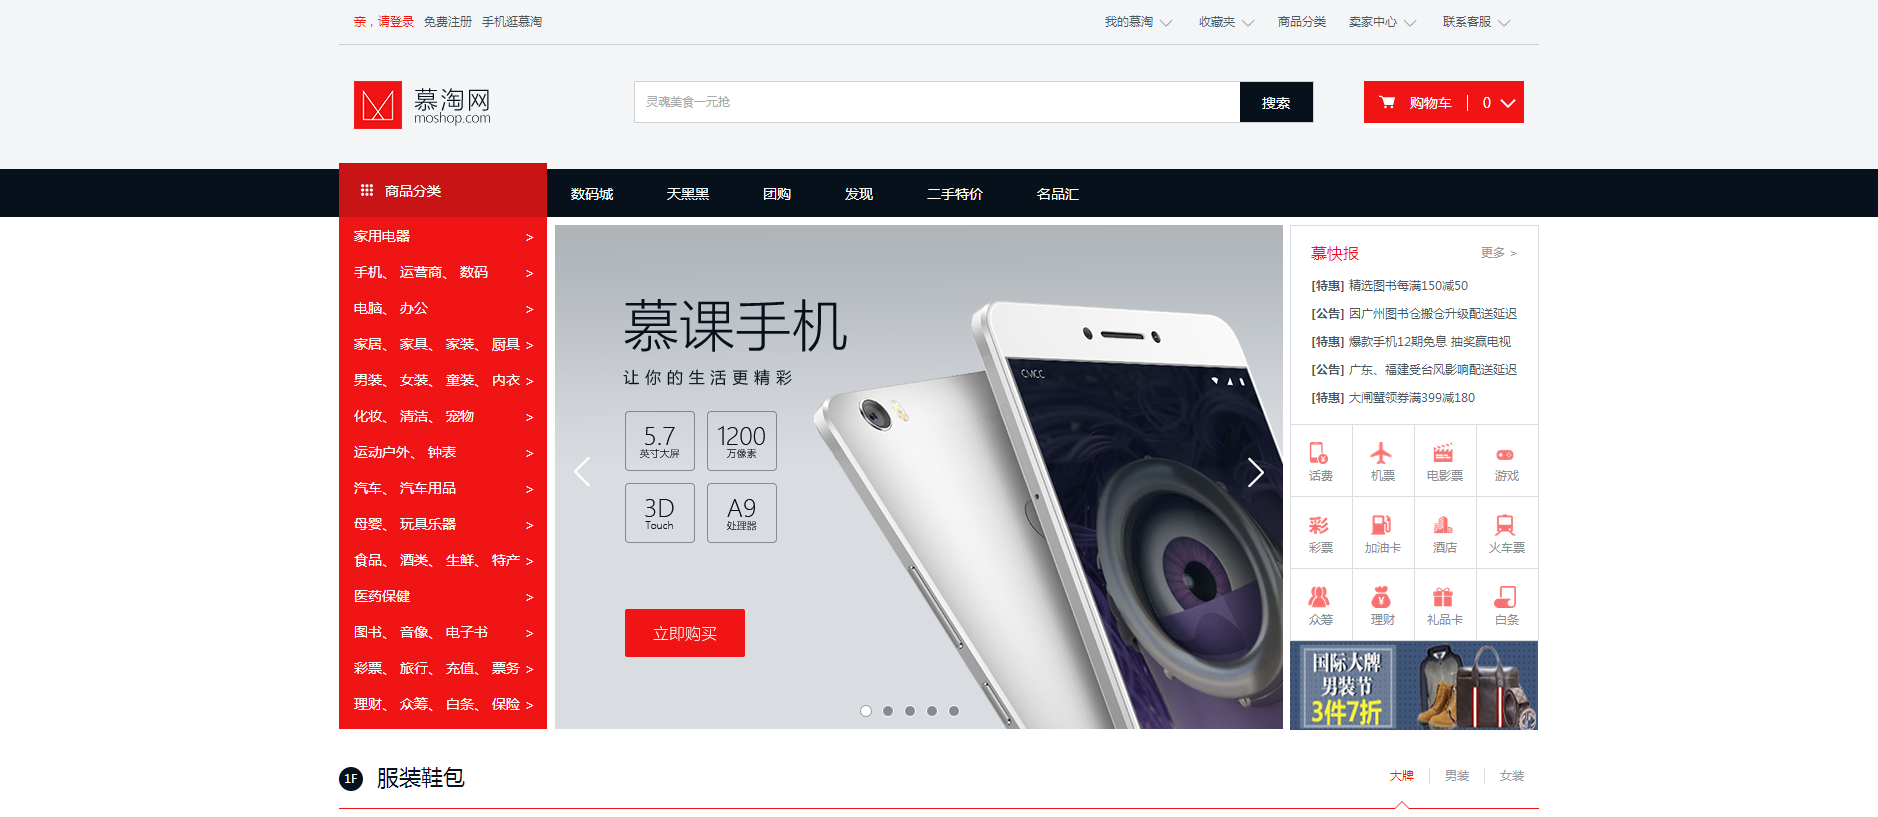 亲，请登录 免费注册 手机逛慕淘 我的慕淘 收藏夹 商品分类 卖家中心 联系客服
慕淘网
moshop.com
灵魂美食一元抢 搜索
购物车 0
商品分类 数码城 天黑黑 团购 发现 二手特价 名品汇
家用电器 >
手机、 运营商、 数码 >
电脑、 办公 >
家居、 家具、 家装、 厨具 >
男装、 女装、 童装、 内衣 >
化妆、 清洁、 宠物 >
运动户外、 钟表 >
汽车、 汽车用品 >
母婴、 玩具乐器 >
食品、 酒类、 生鲜、 特产 >
医药保健 >
图书、 音像、 电子书 >
彩票、 旅行、 充值、 票务 >
理财、 众筹、 白条、 保险 >
慕课手机
让你的生活更精彩
5.7 1200
英寸大屏 万像素
3D A9
Touch 处理器
立即购买
慕快报 更多 >
[特惠] 精选图书每满150减50
[公告] 因广州图书仓搬仓升级配送延迟
[特惠] 爆款手机12期免息 抽奖赢电视
[公告] 广东、福建受台风影响配送延迟
[特惠] 大闸蟹领券满399减180
话费 机票 电影票 游戏
彩
彩票 加油卡 酒店 火车票
众筹 理财 礼品卡 白条
国际大牌
男装节
3件7折
1F 服装鞋包 大牌 男装 女装